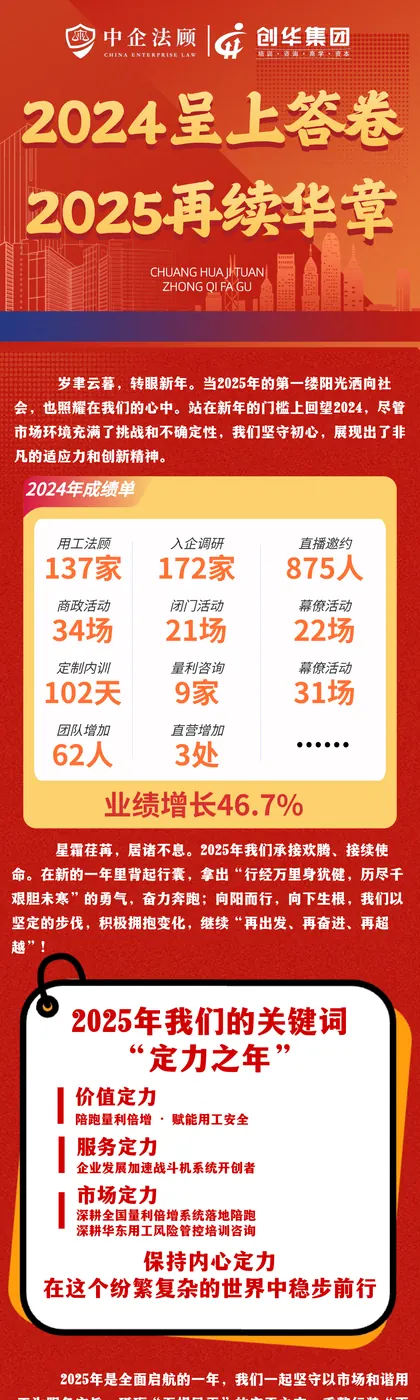 中企法顾
CHINA ENTERPRISE LAW
创华集团
培训·咨询·商学·资本
2024呈上答卷
2025再续华章
CHUANG HUA JI TUAN
ZHONG QI FA GU
岁聿云暮，转眼新年。当2025年的第一缕阳光洒向社
会，也照耀在我们的心中。站在新年的门槛上回望2024，尽管
市场环境充满了挑战和不确定性，我们坚守初心，展现出了非
凡的适应力和创新精神。
2024年成绩单
用工法顾 入企调研 直播邀约
137家 172家 875人
商政活动 闭门活动 幕僚活动
34场 21场 22场
定制内训 量利咨询 幕僚活动
102天 9家 31场
团队增加 直营增加
62人 3处 ······
业绩增长46.7%
星霜荏苒，居诸不息。2025年我们承接欢腾、接续使
命。在新的一年里背起行囊，拿出“行经万里身犹健，历尽千
艰胆未寒”的勇气，奋力奔跑；向阳而行，向下生根，我们以
坚定的步伐，积极拥抱变化，继续“再出发、再奋进、再超
越”！
2025年我们的关键词
“定力之年”
价值定力
陪跑量利倍增 · 赋能用工安全
服务定力
企业发展加速战斗机系统开创者
市场定力
深耕全国量利倍增系统落地陪跑
深耕华东用工风险管控培训咨询
保持内心定力
在这个纷繁复杂的世界中稳步前行
2025年是全面启航的一年，我们一起坚守以市场和谐用